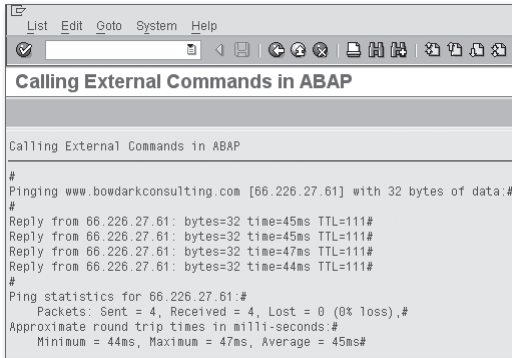 List Edit Goto System Help
Calling External Commands in ABAP
Calling External Commands in ABAP
#
Pinging www.bowdarkconsulting.com [66.226.27.61] with 32 bytes of data:#
#
Reply from 66.226.27.61: bytes=32 time=45ms TTL=111#
Reply from 66.226.27.61: bytes=32 time=45ms TTL=111#
Reply from 66.226.27.61: bytes=32 time=47ms TTL=111#
Reply from 66.226.27.61: bytes=32 time=44ms TTL=111#
#
Ping statistics for 66.226.27.61:#
Packets: Sent = 4, Received = 4, Lost = 0 (0% loss),#
Approximate round trip times in milli-seconds:#
Minimum = 44ms, Maximum = 47ms, Average = 45ms#